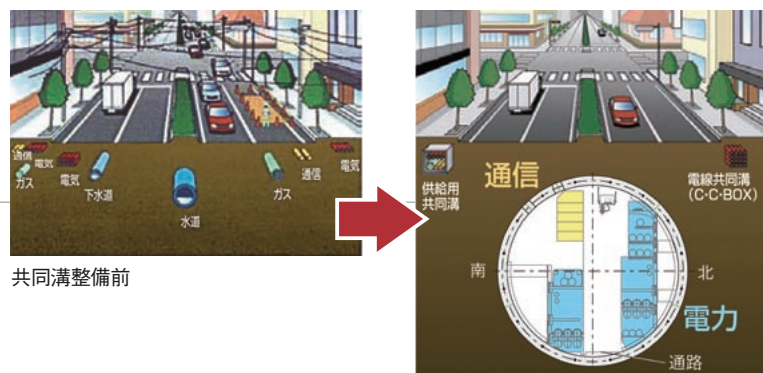 通信
電気
ガス
電気
下水道
水道
ガス
通信
電気
共同溝整備前
供給用
共同溝
通信
電線共同溝
(C・C・BOX)
南
北
電力
通路